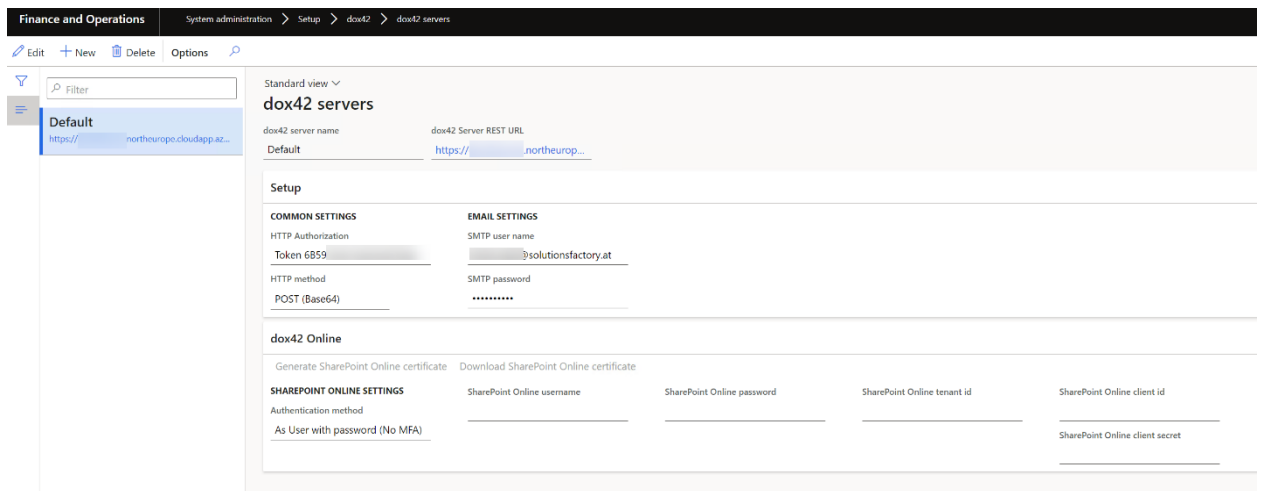 Finance and Operations System administration > Setup > dox42 > dox42 servers
Edit + New Delete Options
Filter
Default
https:// northeurope.cloudapp.az...
Standard view
dox42 servers
dox42 server name dox42 Server REST URL
Default https:// .northeurop...
Setup
COMMON SETTINGS EMAIL SETTINGS
HTTP Authorization SMTP user name
Token 6B59 @solutionsfactory.at
HTTP method SMTP password
POST (Base64) ••••••••••
dox42 Online
Generate SharePoint Online certificate Download SharePoint Online certificate
SHAREPOINT ONLINE SETTINGS SharePoint Online username SharePoint Online password SharePoint Online tenant id SharePoint Online client id
Authentication method
As User with password (No MFA)
SharePoint Online client secret